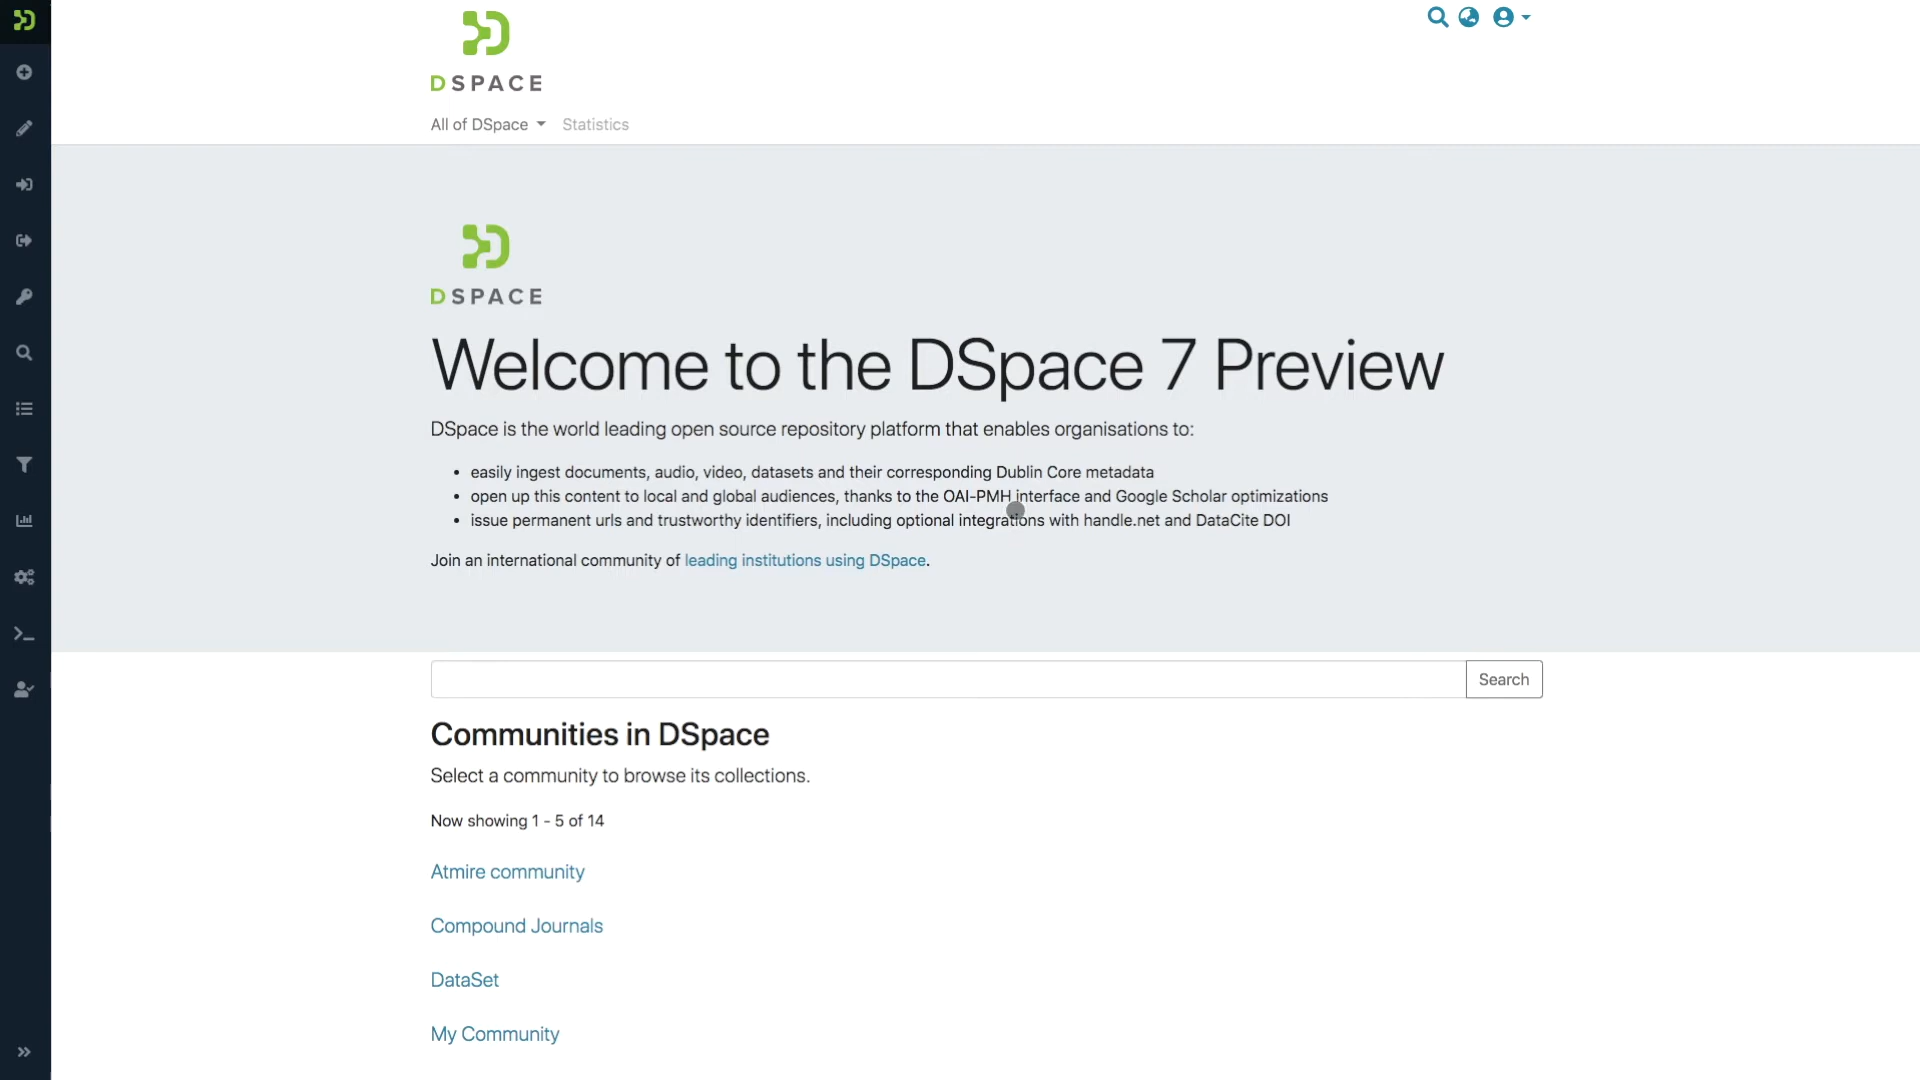 DSPACE
All of DSpace
Statistics
DSPACE
Welcome to the DSpace 7 Preview
DSpace is the world leading open source repository platform that enables organisations to:
• easily ingest documents, audio, video, datasets and their corresponding Dublin Core metadata
• open up this content to local and global audiences, thanks to the OAI-PMH interface and Google Scholar optimizations
• issue permanent urls and trustworthy identifiers, including optional integrations with handle.net and DataCite DOI
Join an international community of leading institutions using DSpace.
Search
Communities in DSpace
Select a community to browse its collections.
Now showing 1 - 5 of 14
Atmire community
Compound Journals
DataSet
My Community